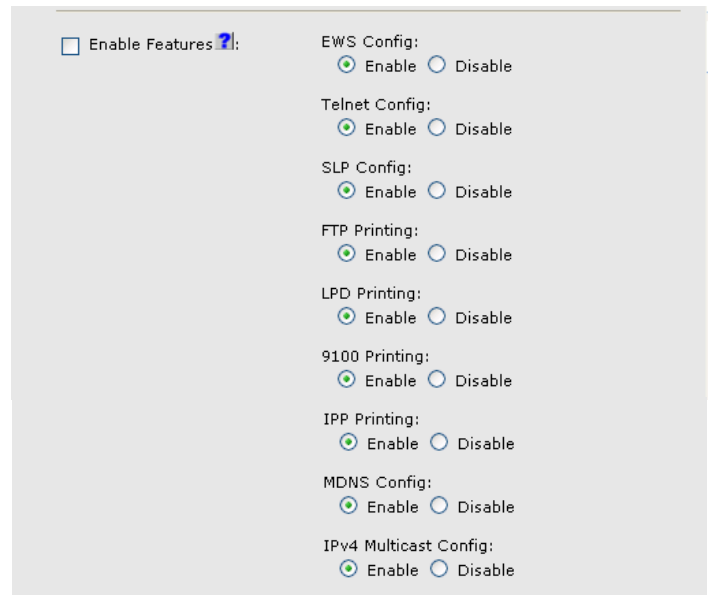 Enable Features ?: EWS Config:
Enable Disable
Telnet Config:
Enable Disable
SLP Config:
Enable Disable
FTP Printing:
Enable Disable
LPD Printing:
Enable Disable
9100 Printing:
Enable Disable
IPP Printing:
Enable Disable
MDNS Config:
Enable Disable
IPv4 Multicast Config:
Enable Disable